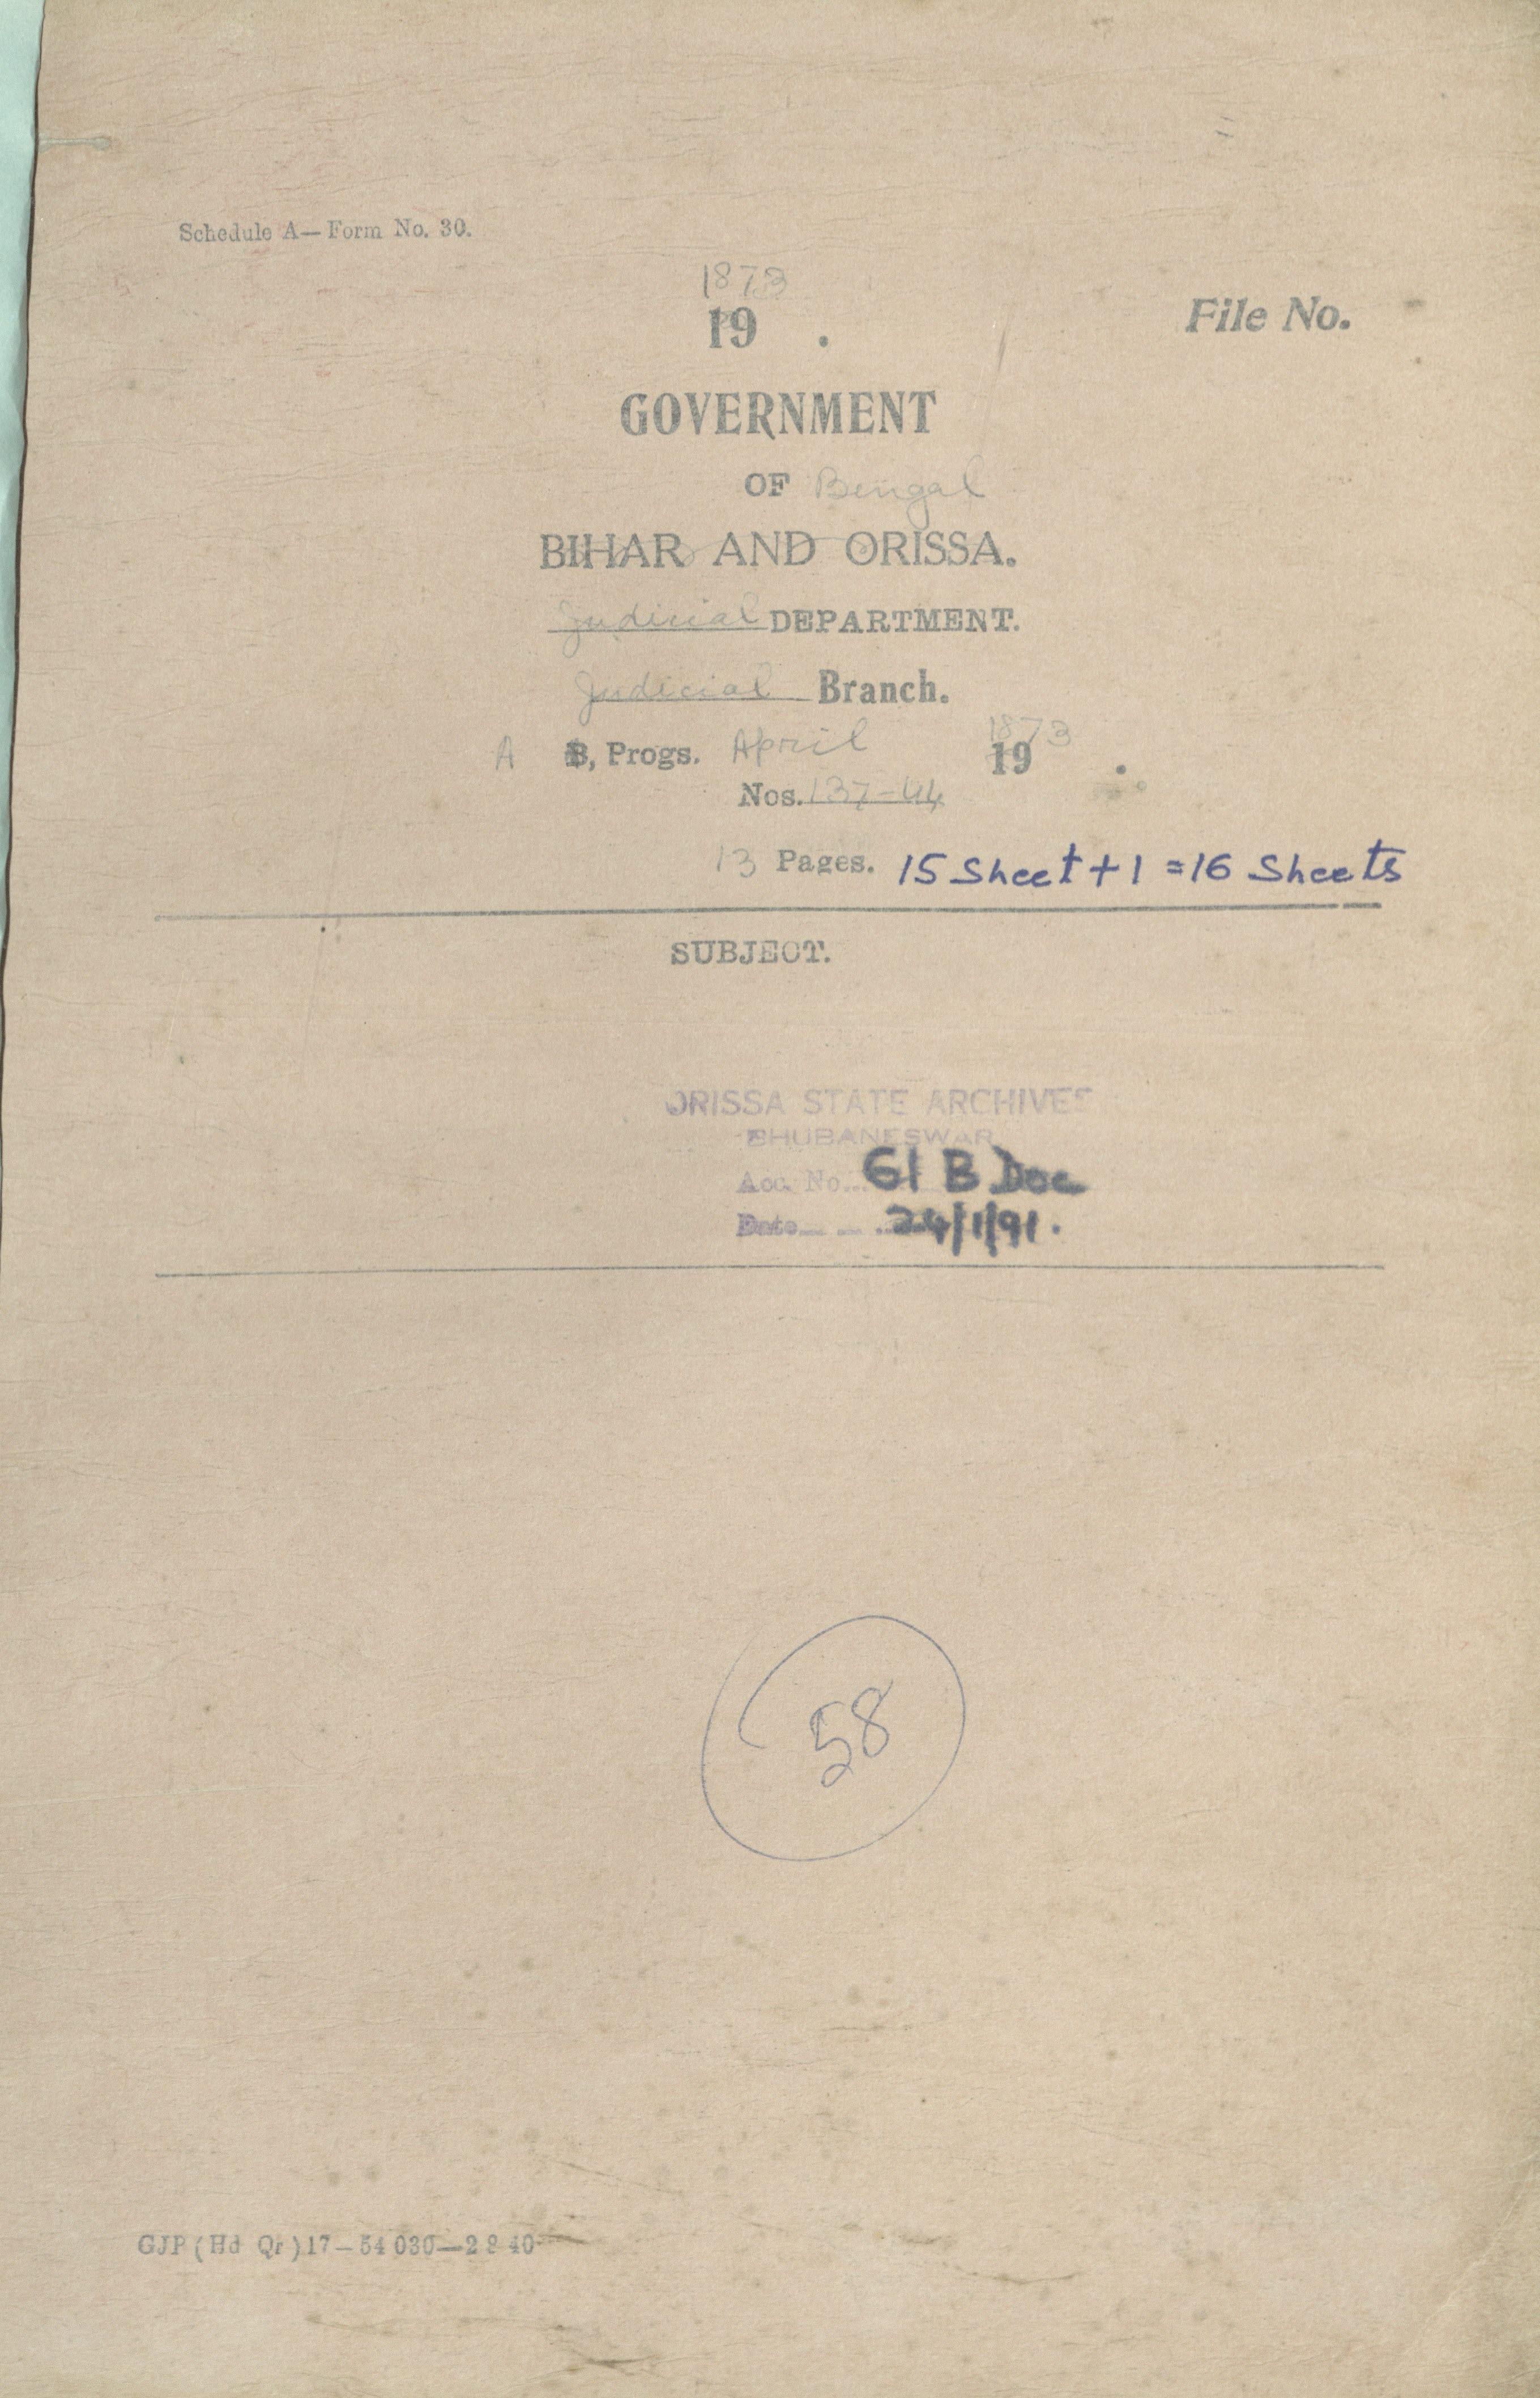 Schedule A—Form No. 30.
1873
19 .
File No.
GOVERNMENT
OF Bengal
BIHAR AND ORISSA.
Judicial DEPARTMENT.
Judicial Branch.
A B, Progs. April 1873 19 .
Nos. 137-44
13 Pages. 15 Sheet + 1 = 16 Sheets
SUBJECT.
ORISSA STATE ARCHIVES
BHUBANESWAR
Acc. No... 61 B Doc
Date 24/1/91.
58
GJP (Hd Qr) 17—54 030—2 8 40